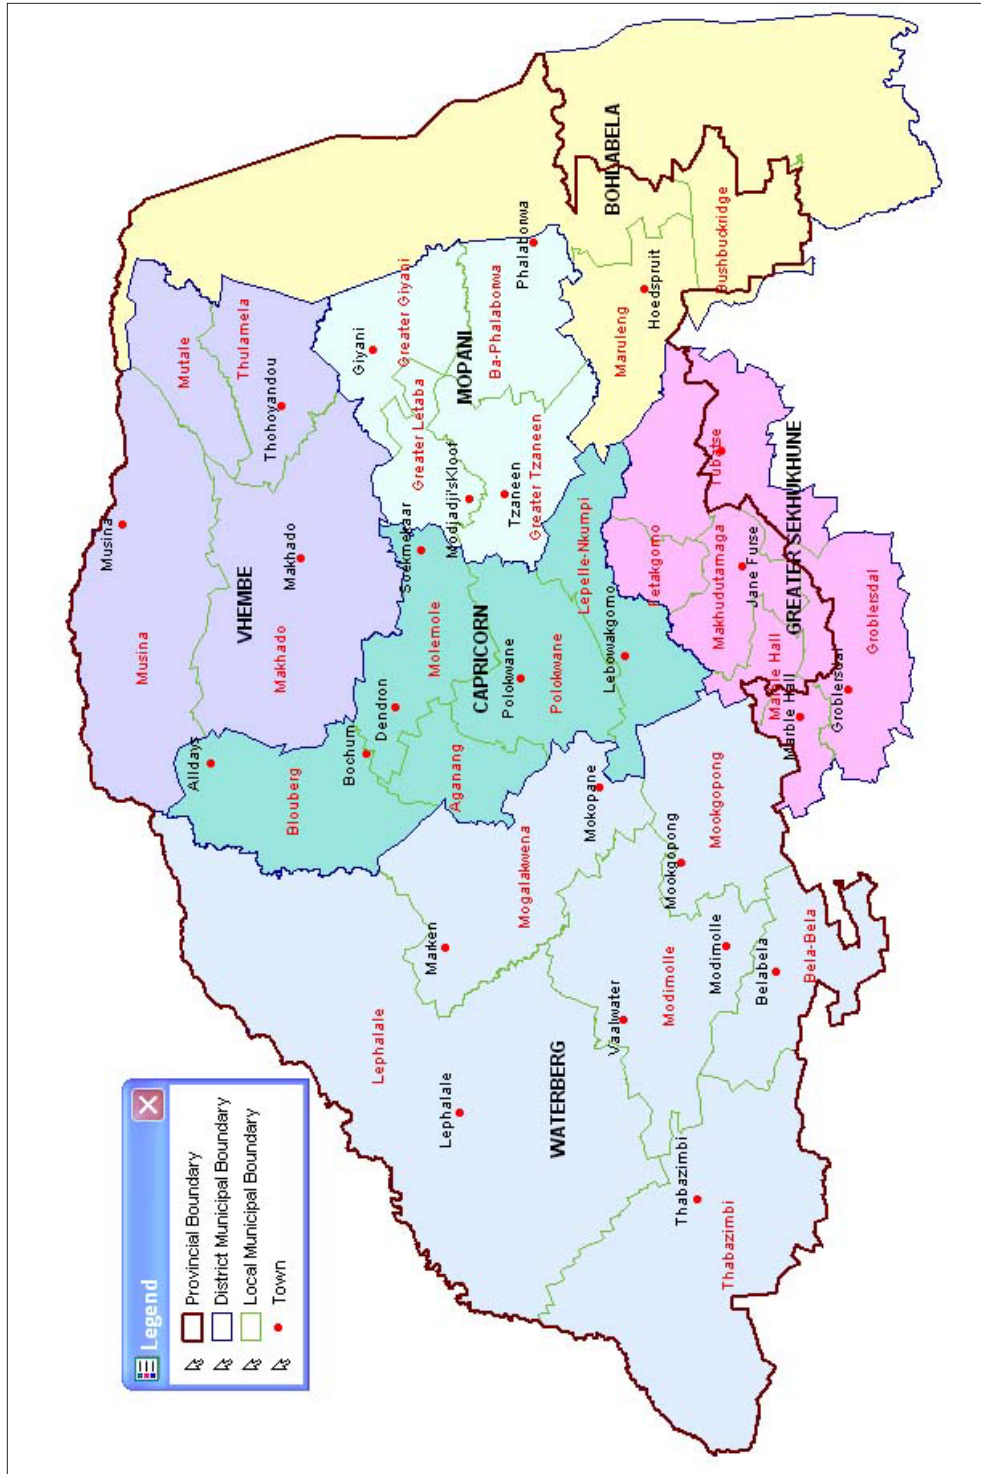 Legend
Provincial Boundary
District Municipal Boundary
Local Municipal Boundary
Town
Musina
Musina
Mutale
Thulamela
Thohoyandou
VHEMBE
Makhado
Makhado
Alldays
Blouberg
Bochum
Dendron
Soekmekaar
Molemole
Aganang
CAPRICORN
Polokwane
Polokwane
Lepelle-Nkumpi
Lebowakgomo
Giyani
Greater Giyani
Greater Letaba
MOPANI
Modjadji'sKloof
Ba-Phalaborwa
Phalaborwa
Tzaneen
Greater Tzaneen
BOHLABELA
Maruleng
Hoedspruit
Bushbuckridge
Fetakgomo
Tubatse
Makhudutamaga
Jane Furse
GREATER SEKHUKHUNE
Marble Hall
Marble Hall
Groblersdal
Groblersdal
Lephalale
Lephalale
Marken
Mogalakwena
Mokopane
WATERBERG
Vaalwater
Modimolle
Modimolle
Mookgopong
Mookgopong
Belabela
Bela-Bela
Thabazimbi
Thabazimbi